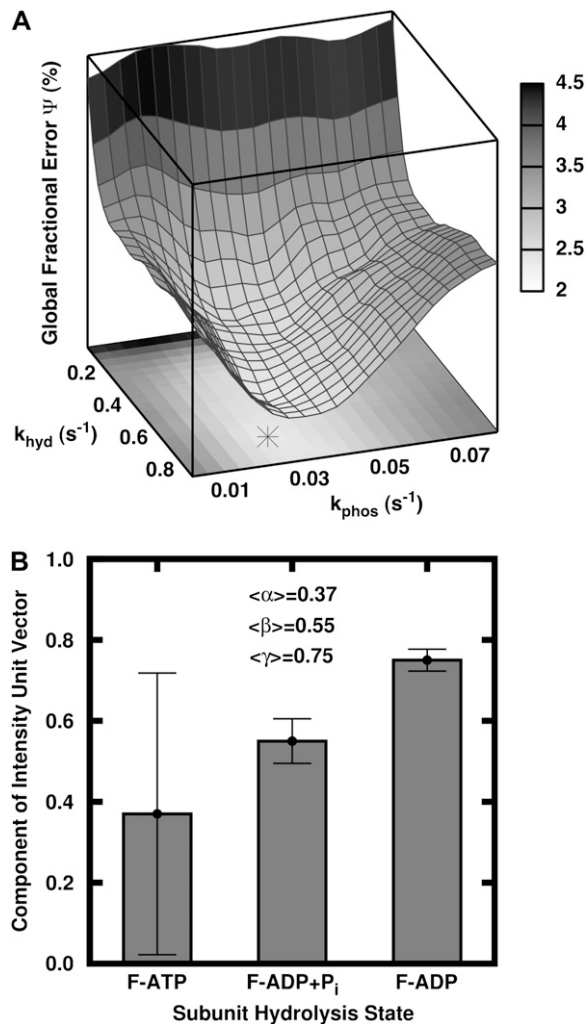 A
Global Fractional Error Ψ (%)
4.5
4
3.5
3
2.5
2
0.2
0.4
0.6
0.8
k_hyd (s⁻¹)
0.01
0.03
0.05
0.07
k_phos (s⁻¹)
B
Component of Intensity Unit Vector
1.0
0.8
0.6
0.4
0.2
0.0
<α>=0.37
<β>=0.55
<γ>=0.75
F-ATP
F-ADP+P_i
F-ADP
Subunit Hydrolysis State